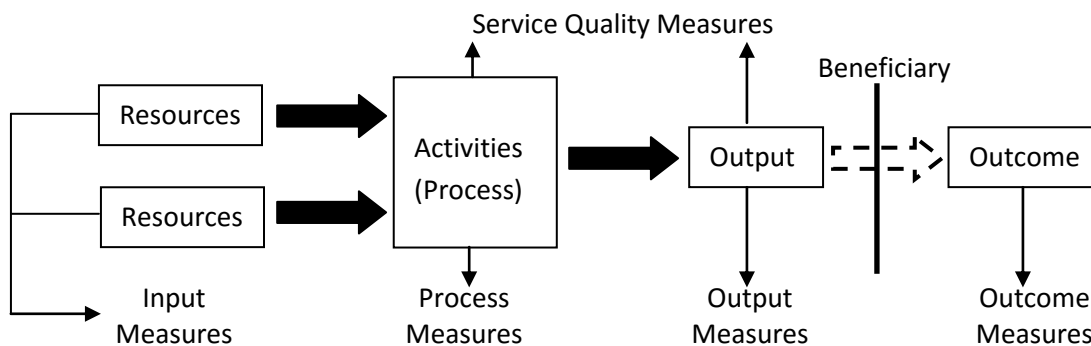 Service Quality Measures
Beneficiary
Resources
Activities
(Process)
Output
Outcome
Resources
Input
Measures
Process
Measures
Output
Measures
Outcome
Measures